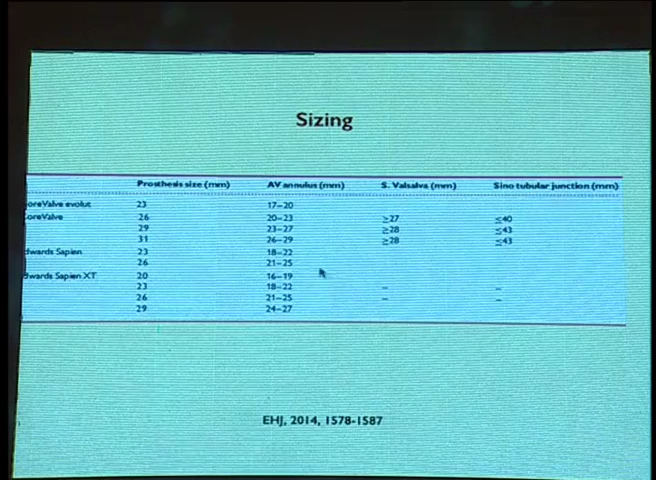 Sizing
Prosthesis size (mm) AV annulus (mm) S. Valsalva (mm) Sino tubular junction (mm)
oreValve evolut 23 17–20
oreValve 26 20–23 ≥27 ≤40
29 23–27 ≥28 ≤43
31 26–29 ≥28 ≤43
dwards Sapien 23 18–22
26 21–25
dwards Sapien XT 20 16–19
23 18–22 – –
26 21–25 – –
29 24–27
EHJ, 2014, 1578-1587